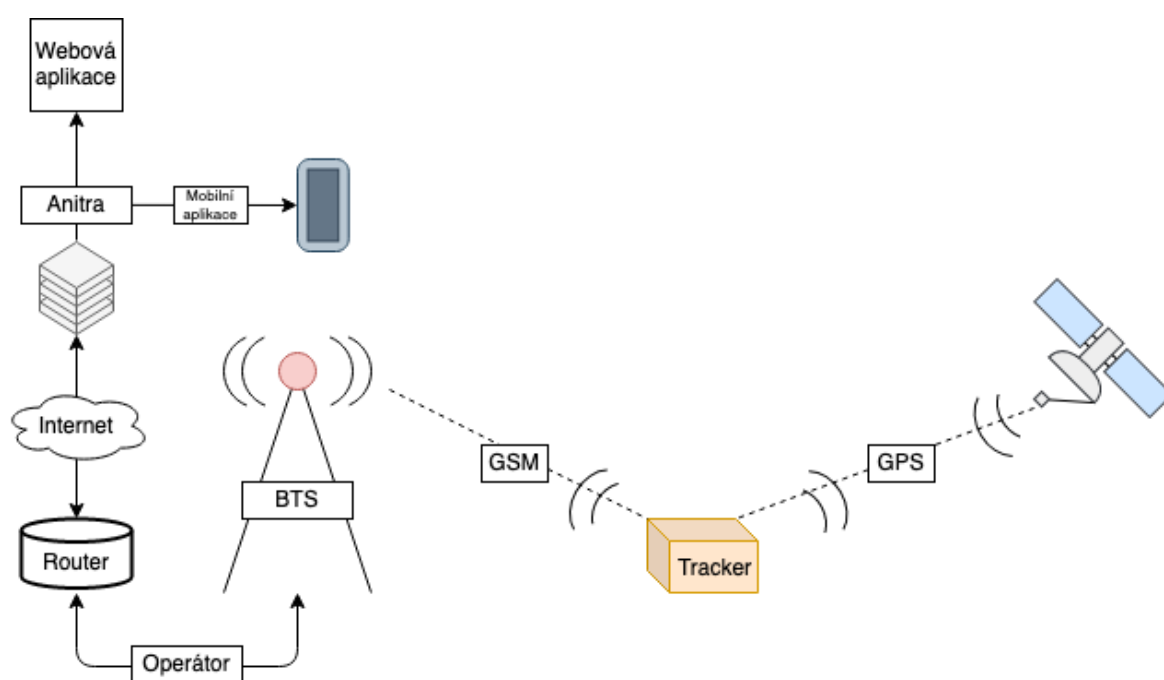 Webová
aplikace
Anitra
Mobilní
aplikace
Internet
GSM
GPS
BTS
Router
Tracker
Operátor